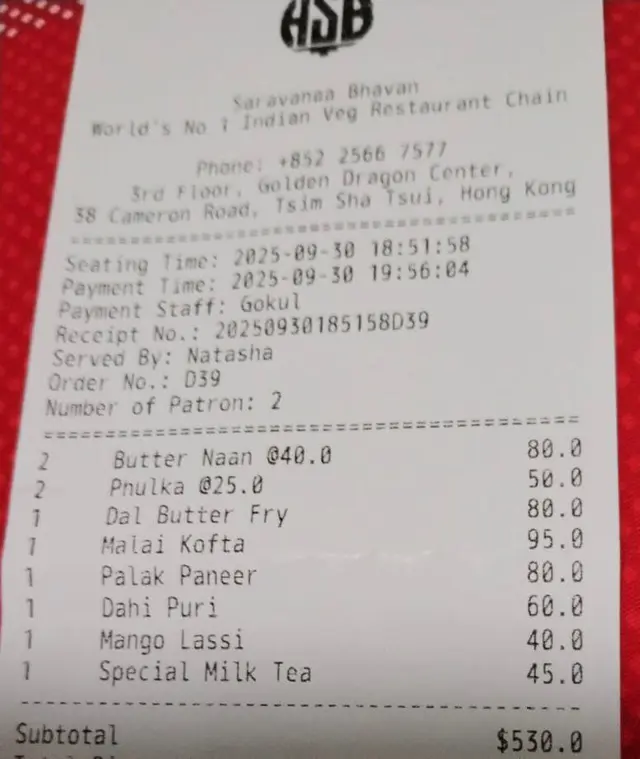 HSB
Saravanaa Bhavan
World's No 1 Indian Veg Restaurant Chain
Phone: +852 2566 7577
3rd Floor, Golden Dragon Center,
38 Cameron Road, Tsim Sha Tsui, Hong Kong
Seating Time: 2025-09-30 18:51:58
Payment Time: 2025-09-30 19:56:04
Payment Staff: Gokul
Receipt No.: 20250930185158D39
Served By: Natasha
Order No.: D39
Number of Patron: 2
2 Butter Naan @40.0 80.0
2 Phulka @25.0 50.0
1 Dal Butter Fry 80.0
1 Malai Kofta 95.0
1 Palak Paneer 80.0
1 Dahi Puri 60.0
1 Mango Lassi 40.0
1 Special Milk Tea 45.0
Subtotal $530.0